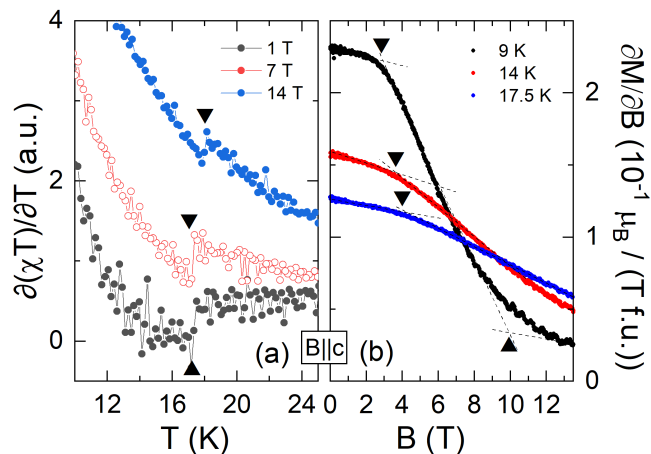 4
2
0
∂(χT)/∂T (a.u.)
1 T
7 T
14 T
(a)
12
16
20
24
T (K)
B||c
9 K
14 K
17.5 K
(b)
0
2
4
6
8
10
12
B (T)
2
1
0
∂M/∂B (10⁻¹ μ_B / (T f.u.))